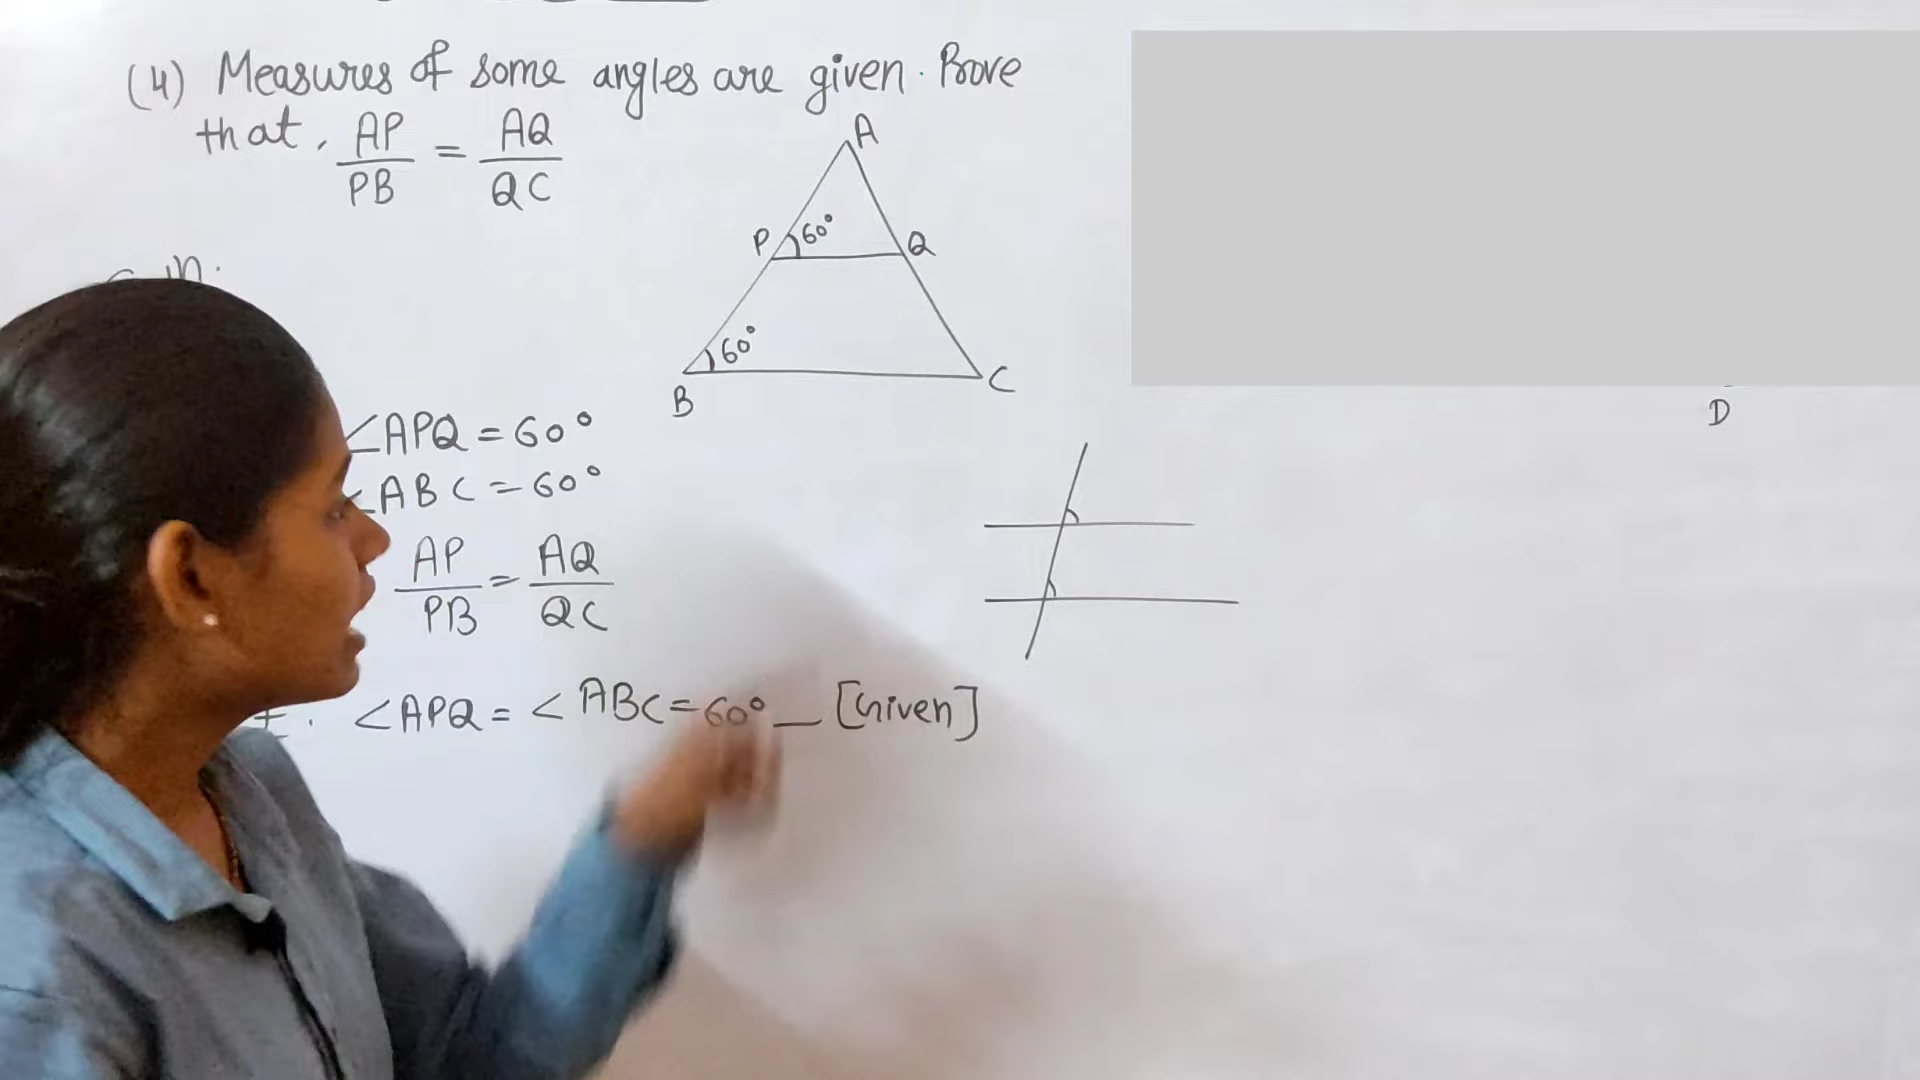 (4) Measures of some angles are given. Prove
that, AP/PB = AQ/QC
A
P 60° Q
60°
B C
D
∠APQ = 60°
∠ABC = 60°
AP/PB = AQ/QC
∠APQ = ∠ABC = 60° — [Given]